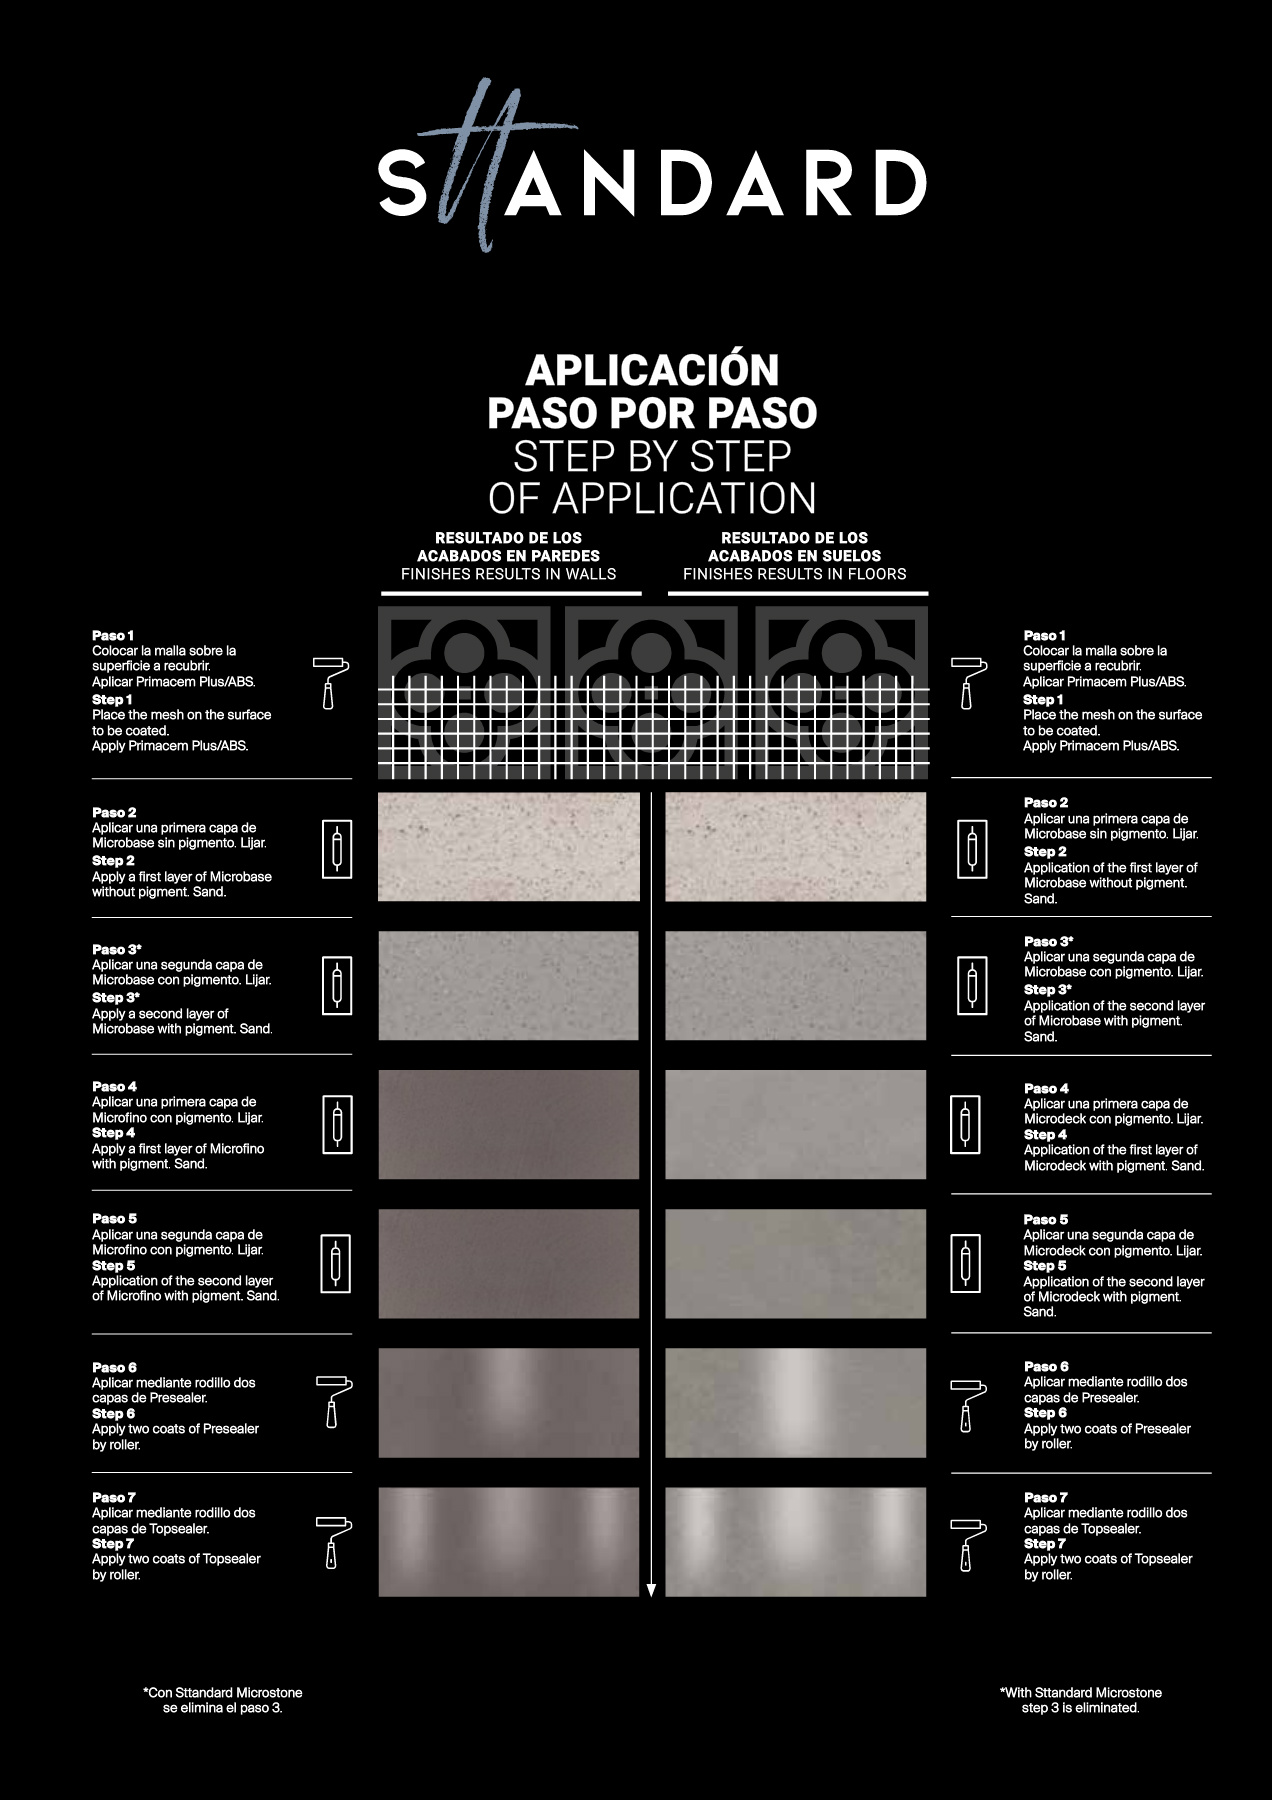 STTANDARD
APLICACIÓN
PASO POR PASO
STEP BY STEP
OF APPLICATION
RESULTADO DE LOS
ACABADOS EN PAREDES
FINISHES RESULTS IN WALLS
RESULTADO DE LOS
ACABADOS EN SUELOS
FINISHES RESULTS IN FLOORS
Paso 1
Colocar la malla sobre la
superficie a recubrir.
Aplicar Primacem Plus/ABS.
Step 1
Place the mesh on the surface
to be coated.
Apply Primacem Plus/ABS.
Paso 2
Aplicar una primera capa de
Microbase sin pigmento. Lijar.
Step 2
Apply a first layer of Microbase
without pigment. Sand.
Paso 3*
Aplicar una segunda capa de
Microbase con pigmento. Lijar.
Step 3*
Apply a second layer of
Microbase with pigment. Sand.
Paso 4
Aplicar una primera capa de
Microfino con pigmento. Lijar.
Step 4
Apply a first layer of Microfino
with pigment. Sand.
Paso 5
Aplicar una segunda capa de
Microfino con pigmento. Lijar.
Step 5
Application of the second layer
of Microfino with pigment. Sand.
Paso 6
Aplicar mediante rodillo dos
capas de Presealer.
Step 6
Apply two coats of Presealer
by roller.
Paso 7
Aplicar mediante rodillo dos
capas de Topsealer.
Step 7
Apply two coats of Topsealer
by roller.
Paso 1
Colocar la malla sobre la
superficie a recubrir.
Aplicar Primacem Plus/ABS.
Step 1
Place the mesh on the surface
to be coated.
Apply Primacem Plus/ABS.
Paso 2
Aplicar una primera capa de
Microbase sin pigmento. Lijar.
Step 2
Application of the first layer of
Microbase without pigment.
Sand.
Paso 3*
Aplicar una segunda capa de
Microbase con pigmento. Lijar.
Step 3*
Application of the second layer
of Microbase with pigment.
Sand.
Paso 4
Aplicar una primera capa de
Microdeck con pigmento. Lijar.
Step 4
Application of the first layer of
Microdeck with pigment. Sand.
Paso 5
Aplicar una segunda capa de
Microdeck con pigmento. Lijar.
Step 5
Application of the second layer
of Microdeck with pigment.
Sand.
Paso 6
Aplicar mediante rodillo dos
capas de Presealer.
Step 6
Apply two coats of Presealer
by roller.
Paso 7
Aplicar mediante rodillo dos
capas de Topsealer.
Step 7
Apply two coats of Topsealer
by roller.
*Con Sttandard Microstone
se elimina el paso 3.
*With Sttandard Microstone
step 3 is eliminated.